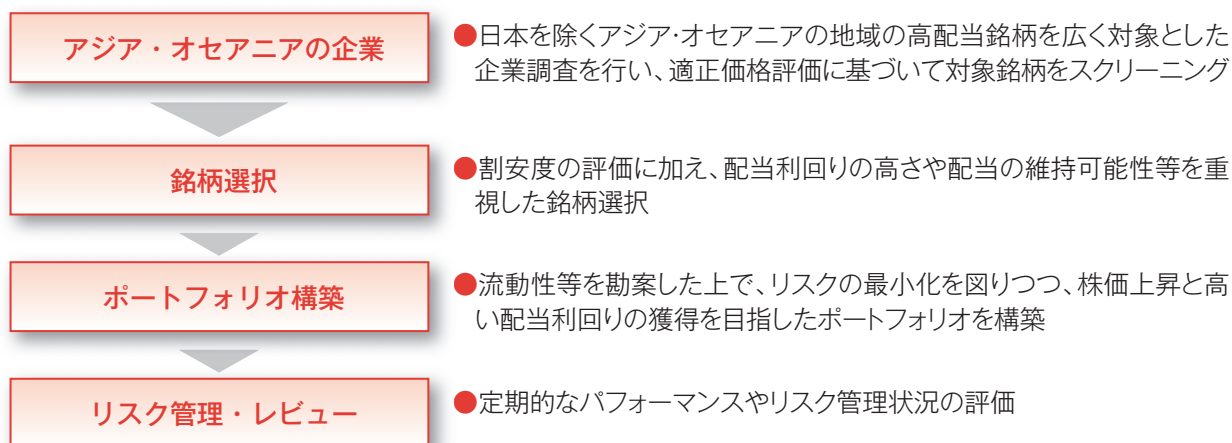 アジア・オセアニアの企業
●日本を除くアジア･オセアニアの地域の高配当銘柄を広く対象とした
企業調査を行い、適正価格評価に基づいて対象銘柄をスクリーニング
銘柄選択
●割安度の評価に加え、配当利回りの高さや配当の維持可能性等を重
視した銘柄選択
ポートフォリオ構築
●流動性等を勘案した上で、リスクの最小化を図りつつ、株価上昇と高
い配当利回りの獲得を目指したポートフォリオを構築
リスク管理・レビュー
●定期的なパフォーマンスやリスク管理状況の評価